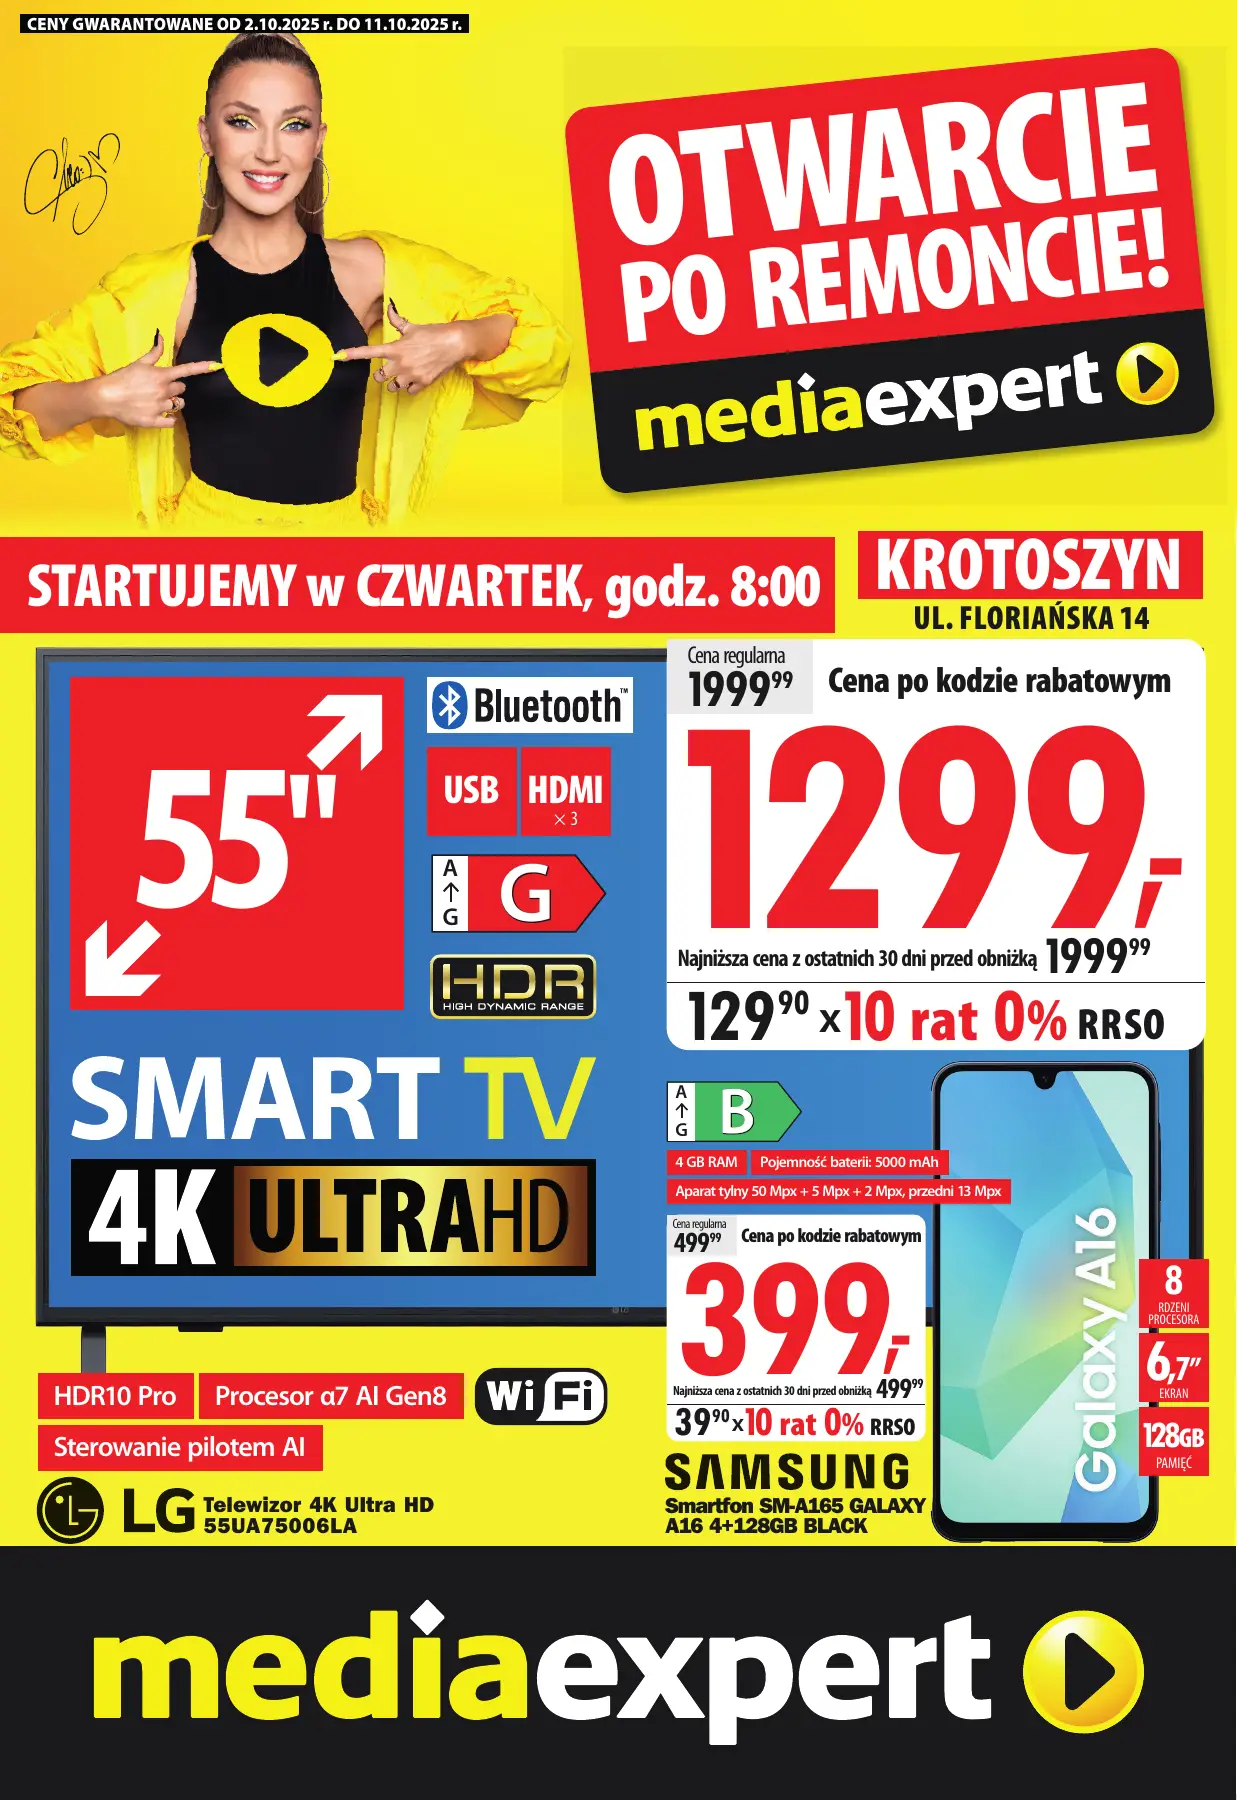 CENY GWARANTOWANE OD 2.10.2025 r. DO 11.10.2025 r.
OTWARCIE
PO REMONCIE!
mediaexpert
STARTUJEMY w CZWARTEK, godz. 8:00
KROTOSZYN
UL. FLORIAŃSKA 14
55"
Bluetooth™
USB
HDMI
× 3
A
G
G
HDR
HIGH DYNAMIC RANGE
SMART TV
4K ULTRAHD
Cena regularna
1999 99
Cena po kodzie rabatowym
1299,-
Najniższa cena z ostatnich 30 dni przed obniżką 1999 99
129 90 x 10 rat 0% RRSO
A
G
B
4 GB RAM
Pojemność baterii: 5000 mAh
Aparat tylny 50 Mpx + 5 Mpx + 2 Mpx, przedni 13 Mpx
Cena regularna
499 99
Cena po kodzie rabatowym
399,-
Najniższa cena z ostatnich 30 dni przed obniżką 499 99
39 90 x 10 rat 0% RRSO
Galaxy A16
8
RDZENI
PROCESORA
6,7”
EKRAN
128GB
PAMIĘĆ
HDR10 Pro
Procesor α7 AI Gen8
WiFi
Sterowanie pilotem AI
LG
Telewizor 4K Ultra HD
55UA75006LA
SAMSUNG
Smartfon SM-A165 GALAXY
A16 4+128GB BLACK
mediaexpert